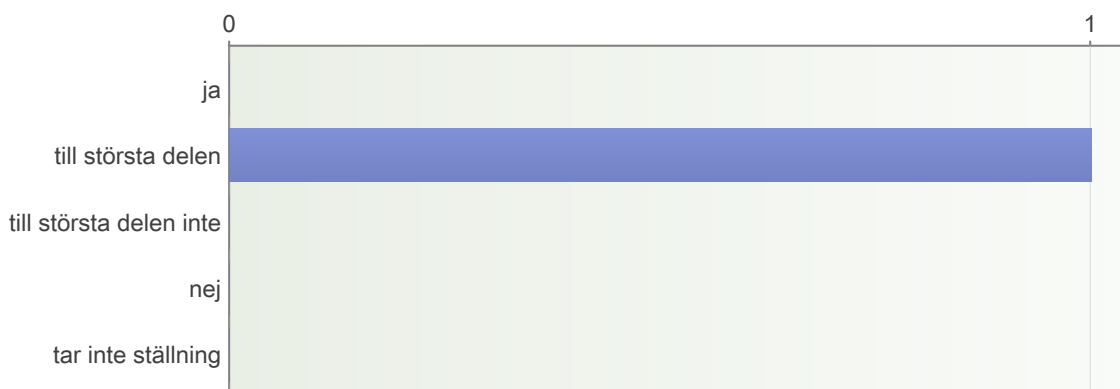 0 1
ja
till största delen
till största delen inte
nej
tar inte ställning